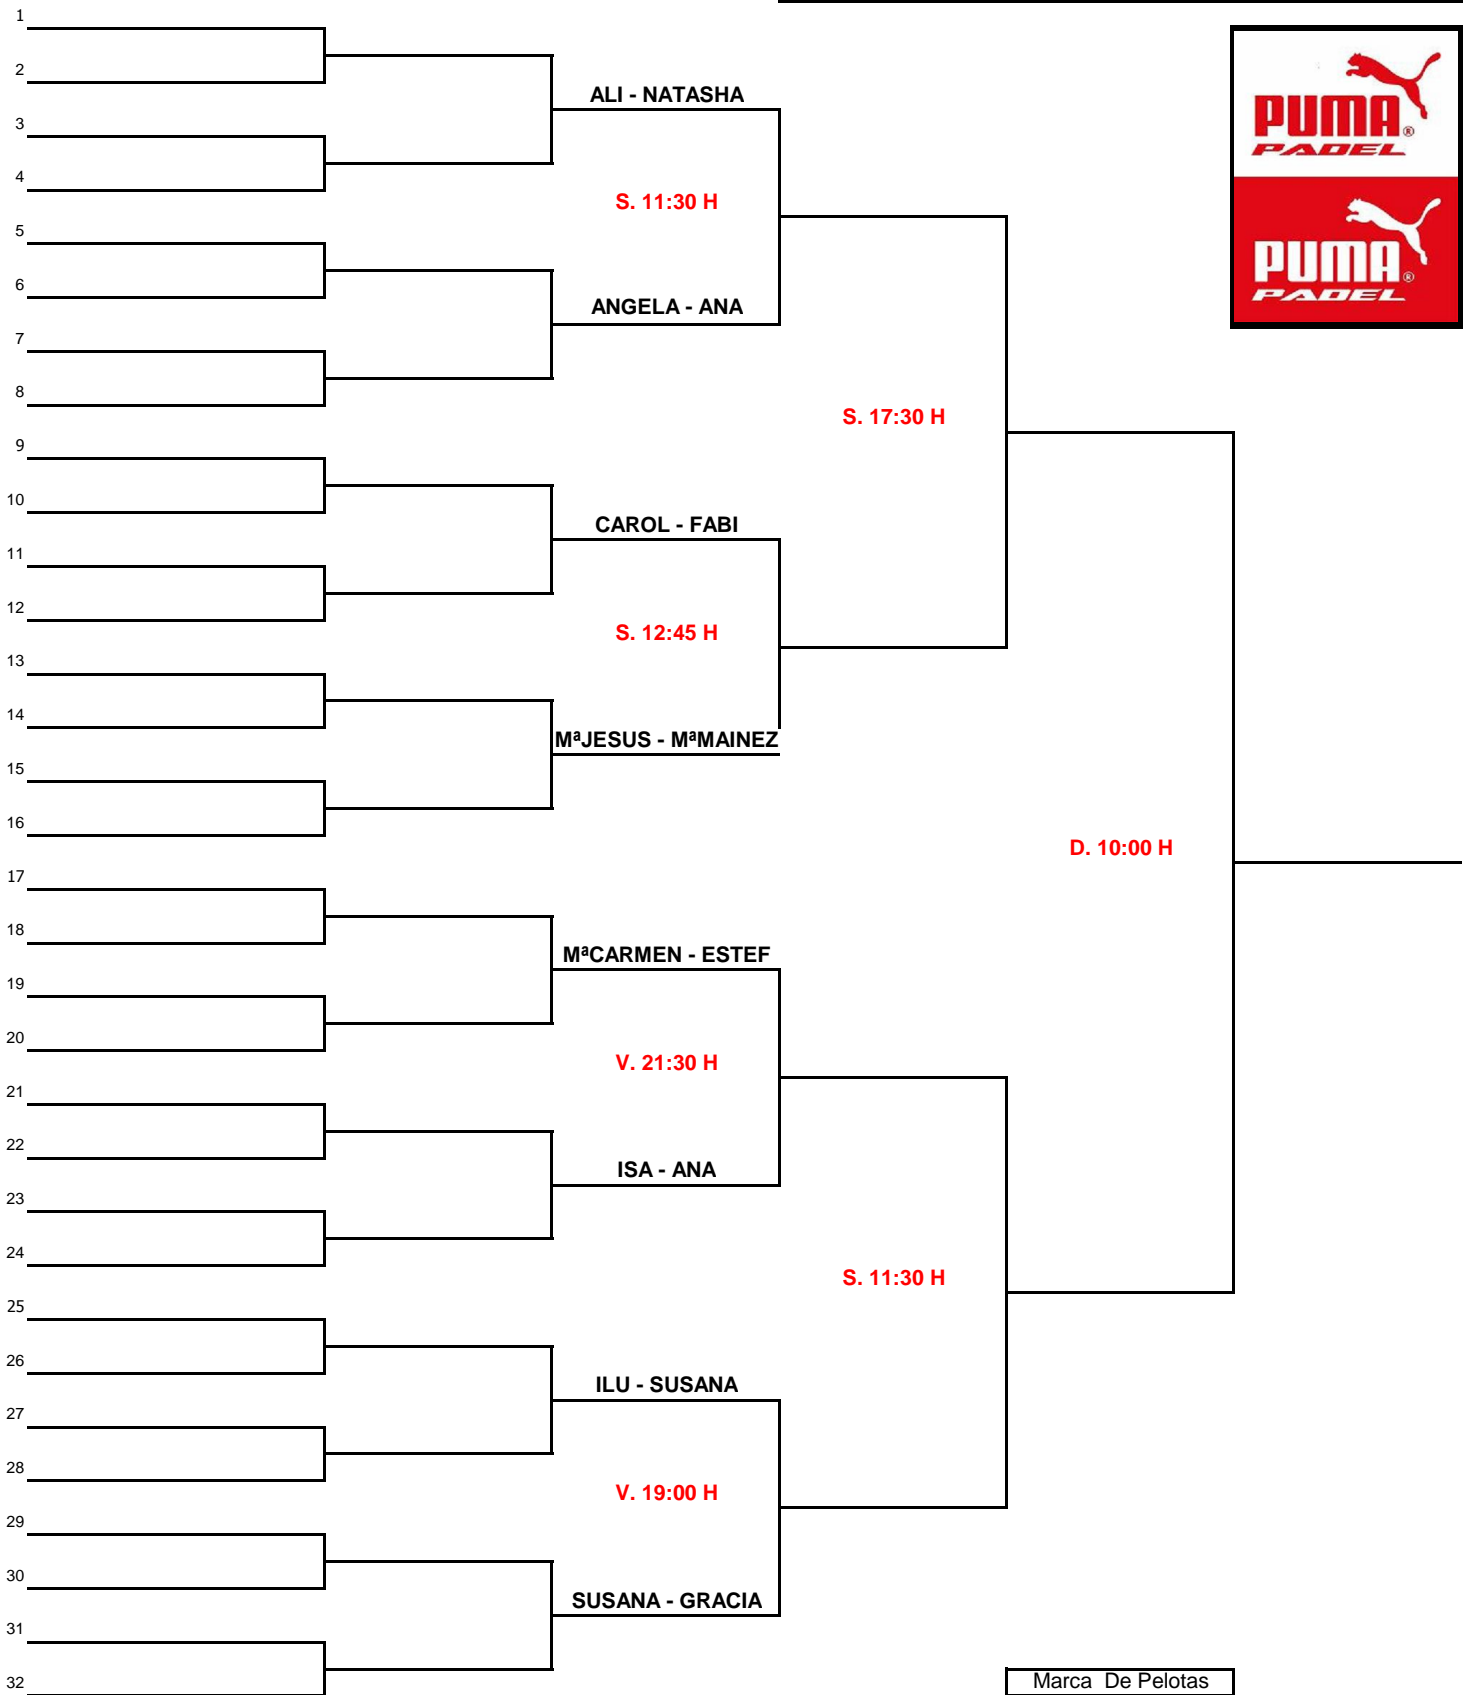 1
2
ALI - NATASHA
3
4
S. 11:30 H
5
6
ANGELA - ANA
7
8
S. 17:30 H
9
10
CAROL - FABI
11
12
S. 12:45 H
13
14
MªJESUS - MªMAINEZ
15
16
D. 10:00 H
17
18
MªCARMEN - ESTEF
19
20
V. 21:30 H
21
22
ISA - ANA
23
24
S. 11:30 H
25
26
ILU - SUSANA
27
28
V. 19:00 H
29
30
SUSANA - GRACIA
31
32
Marca De Pelotas
PUMA®
PADEL
PUMA®
PADEL